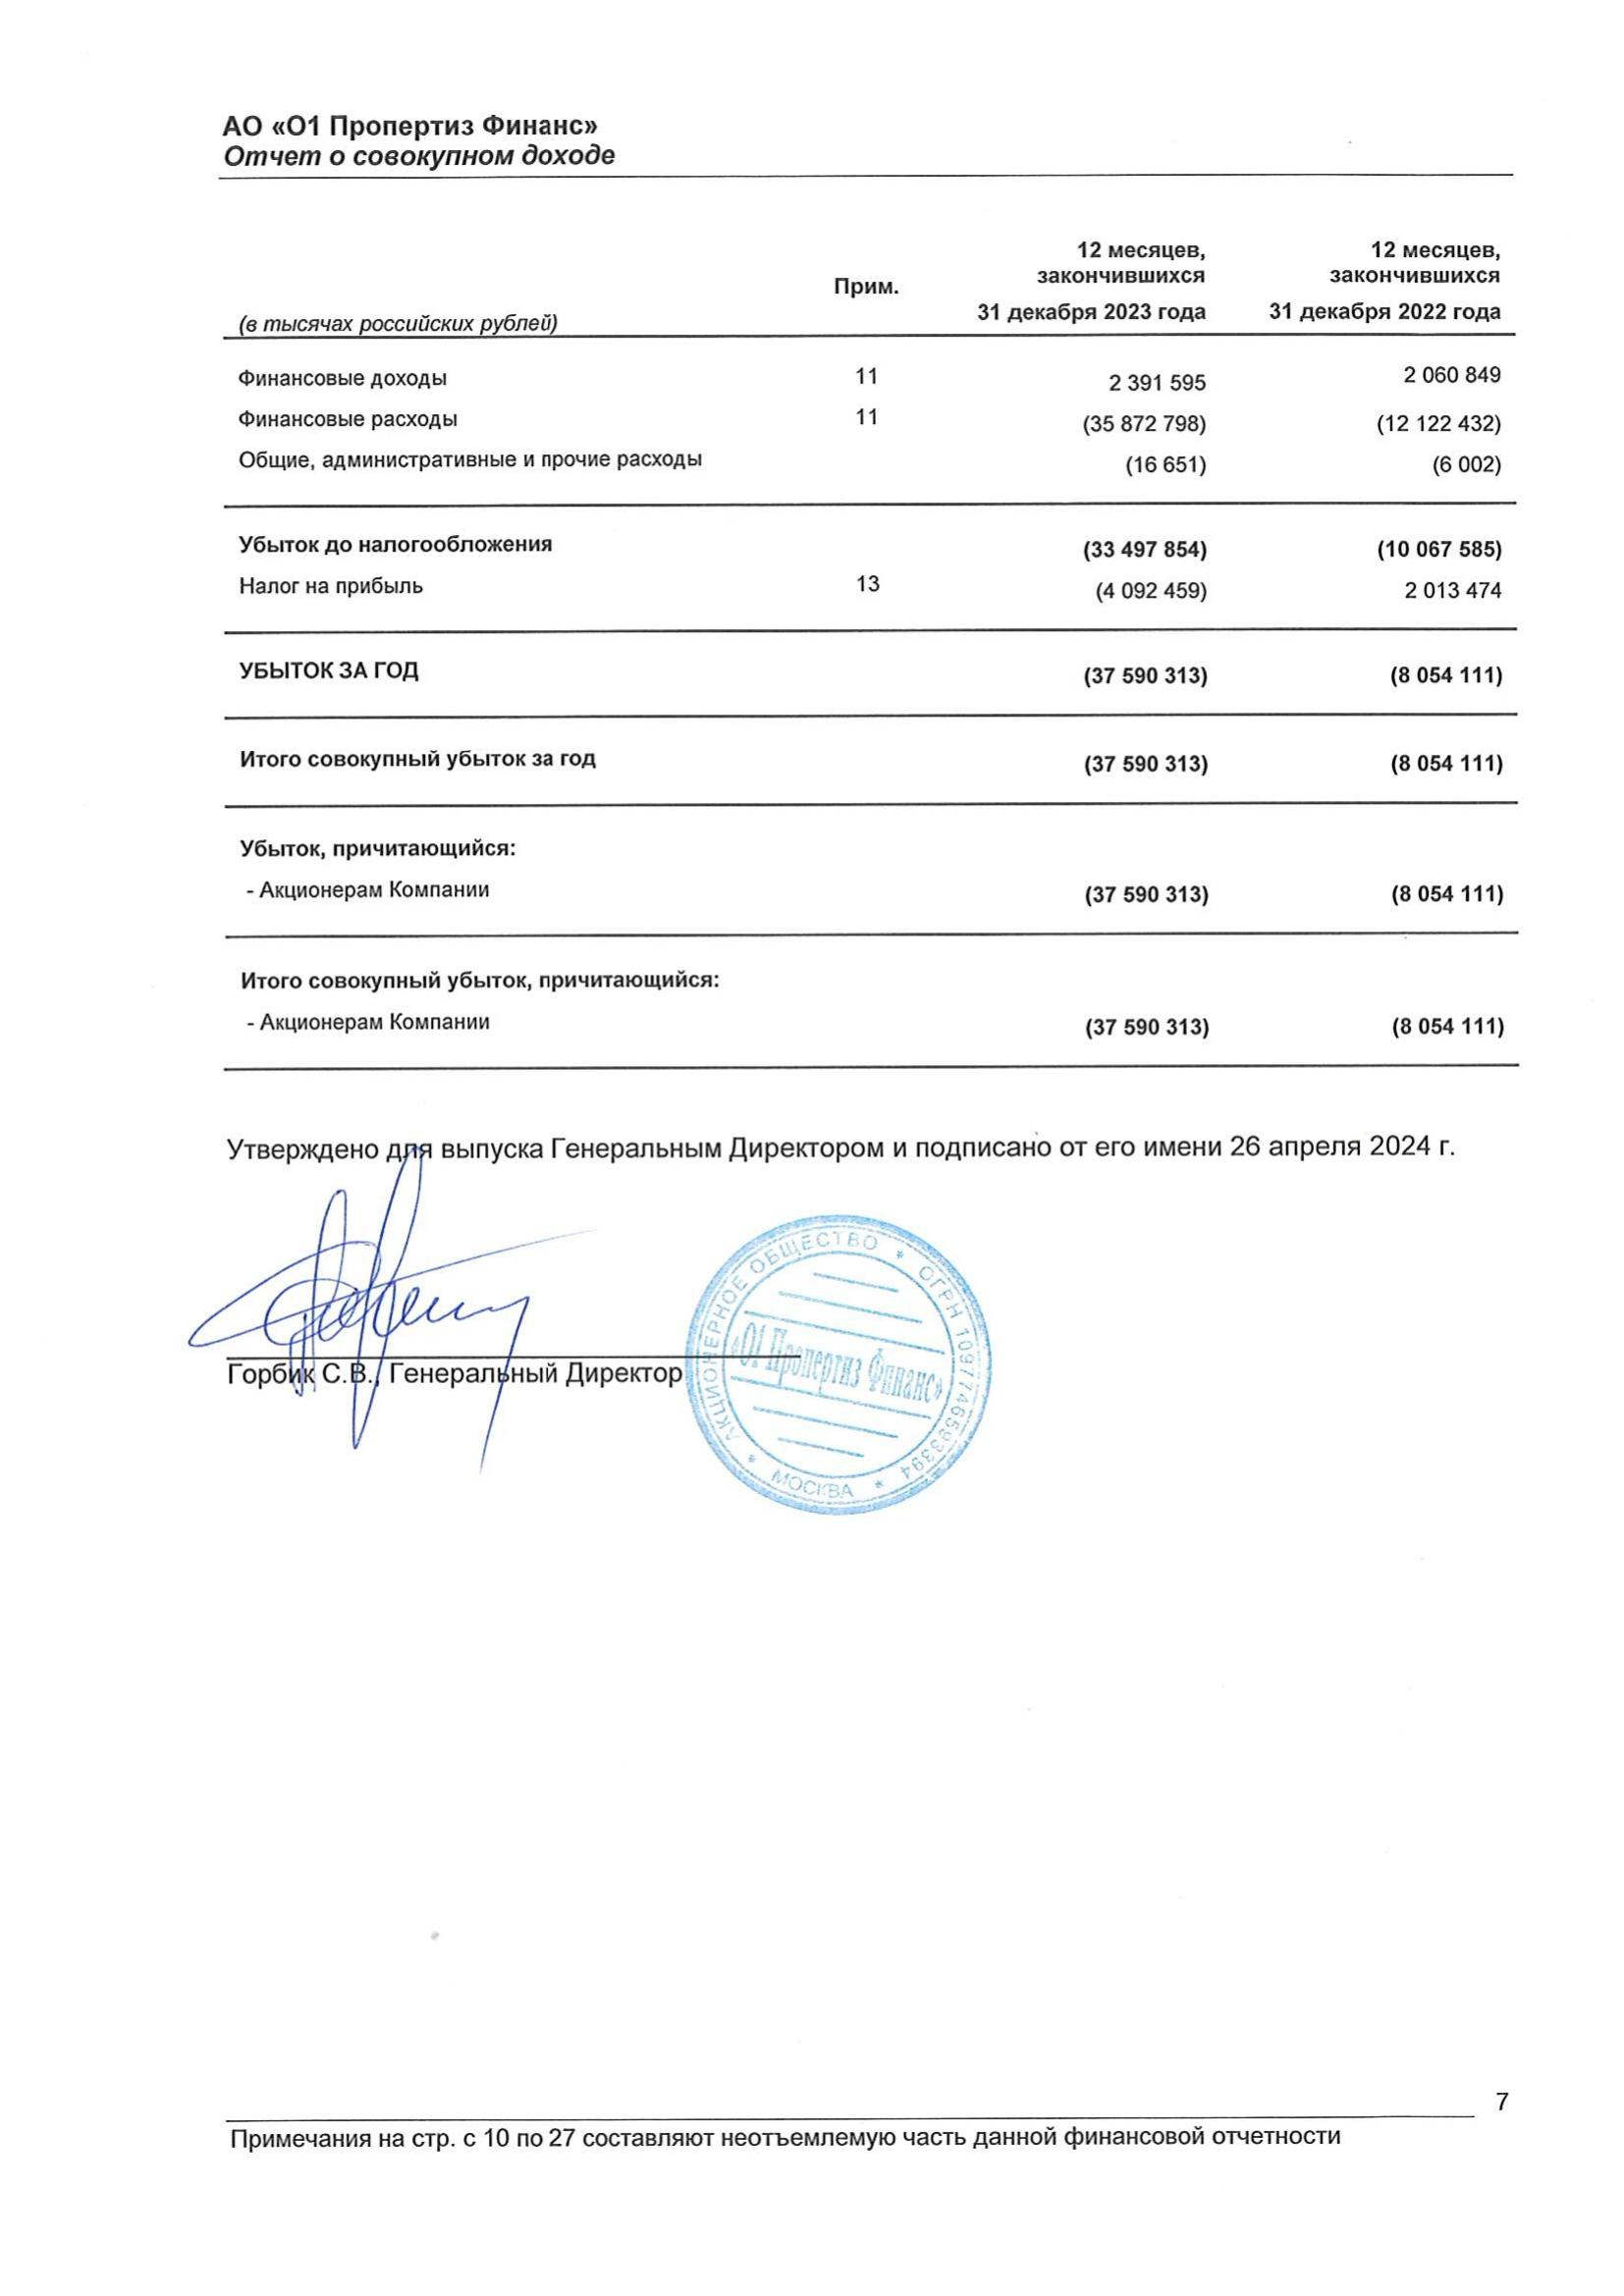 АО «О1 Пропертиз Финанс»
Отчет о совокупном доходе
(в тысячах российских рублей) Прим. 12 месяцев, закончившихся 31 декабря 2023 года 12 месяцев, закончившихся 31 декабря 2022 года
Финансовые доходы 11 2 391 595 2 060 849
Финансовые расходы 11 (35 872 798) (12 122 432)
Общие, административные и прочие расходы (16 651) (6 002)
Убыток до налогообложения (33 497 854) (10 067 585)
Налог на прибыль 13 (4 092 459) 2 013 474
УБЫТОК ЗА ГОД (37 590 313) (8 054 111)
Итого совокупный убыток за год (37 590 313) (8 054 111)
Убыток, причитающийся:
- Акционерам Компании (37 590 313) (8 054 111)
Итого совокупный убыток, причитающийся:
- Акционерам Компании (37 590 313) (8 054 111)
Утверждено для выпуска Генеральным Директором и подписано от его имени 26 апреля 2024 г.
Горбик С.В., Генеральный Директор
АКЦИОНЕРНОЕ ОБЩЕСТВО * ОГРН 1097746593394 * МОСКВА *
«О1 Пропертиз Финанс»
7
Примечания на стр. с 10 по 27 составляют неотъемлемую часть данной финансовой отчетности